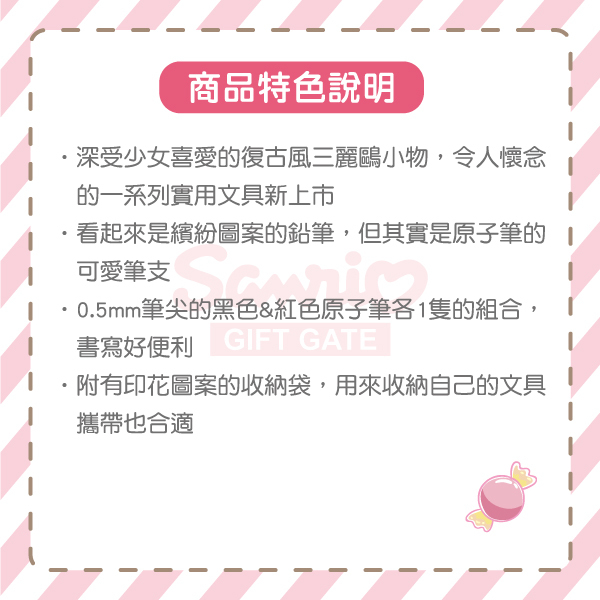 商品特色說明
・深受少女喜愛的復古風三麗鷗小物，令人懷念
的一系列實用文具新上市
・看起來是繽紛圖案的鉛筆，但其實是原子筆的
可愛筆支
Sanrio
・0.5mm筆尖的黑色&紅色原子筆各1隻的組合，
GIFT GATE
書寫好便利
・附有印花圖案的收納袋，用來收納自己的文具
攜帶也合適